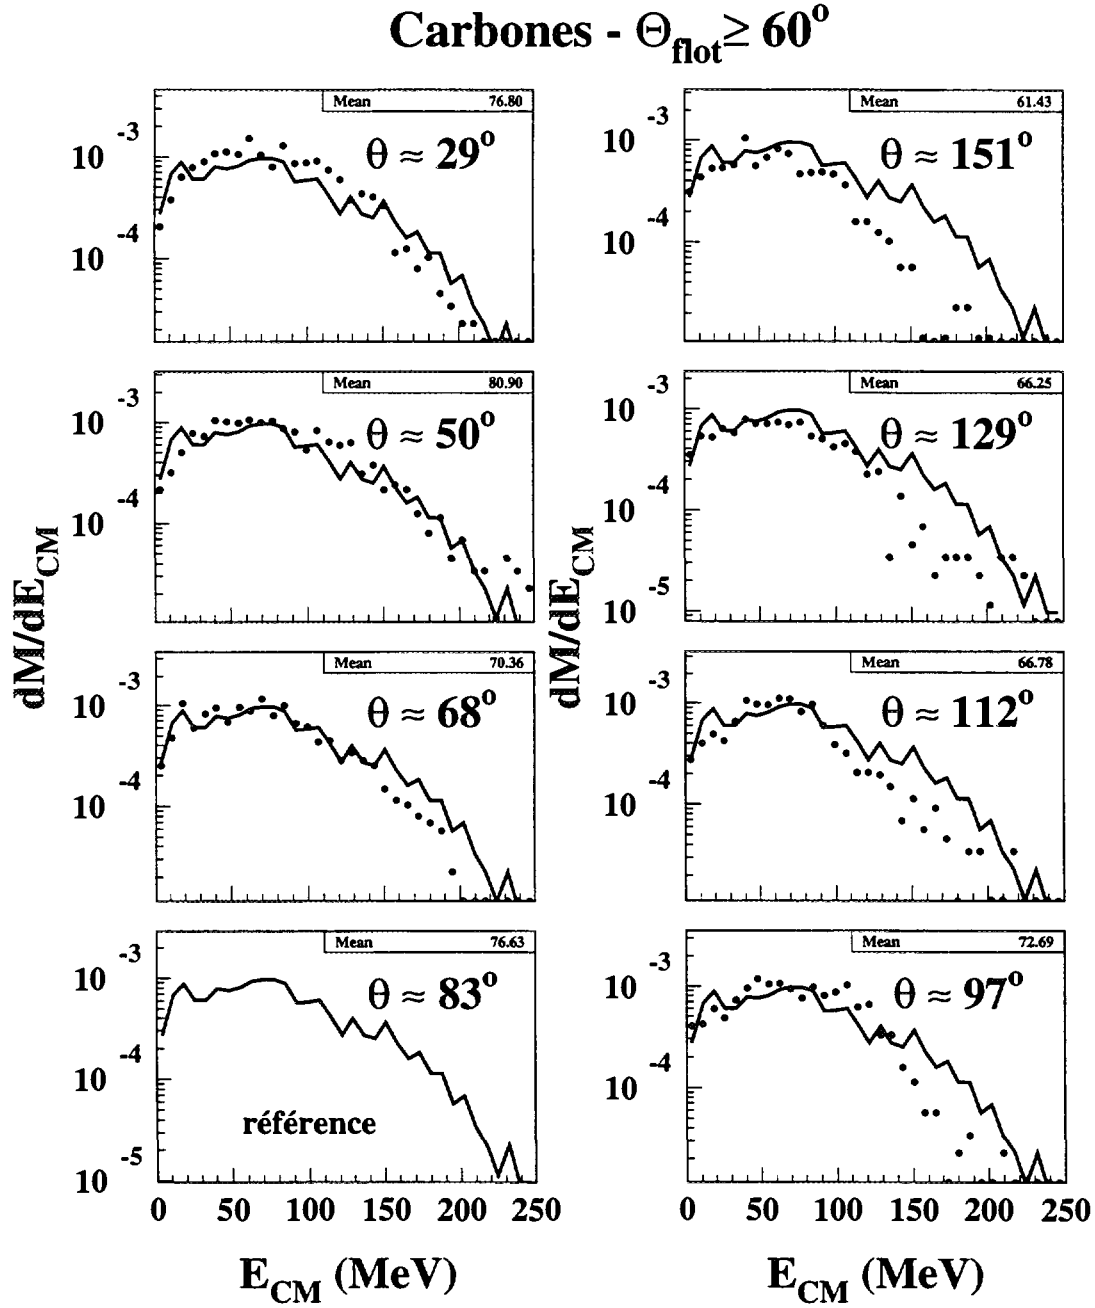 Carbones - Θflot ≥ 60°
Mean 76.80
θ ≈ 29°
10-3
10-4
Mean 61.43
θ ≈ 151°
10-3
10-4
Mean 80.90
θ ≈ 50°
10-3
10-4
Mean 66.25
θ ≈ 129°
10-3
10-4
10-5
dM/dECM
dM/dECM
Mean 70.36
θ ≈ 68°
10-3
10-4
Mean 66.78
θ ≈ 112°
10-3
10-4
Mean 76.63
θ ≈ 83°
10-3
10-4
10-5
référence
Mean 72.69
θ ≈ 97°
10-3
10-4
0 50 100 150 200 250
0 50 100 150 200 250
ECM (MeV)
ECM (MeV)